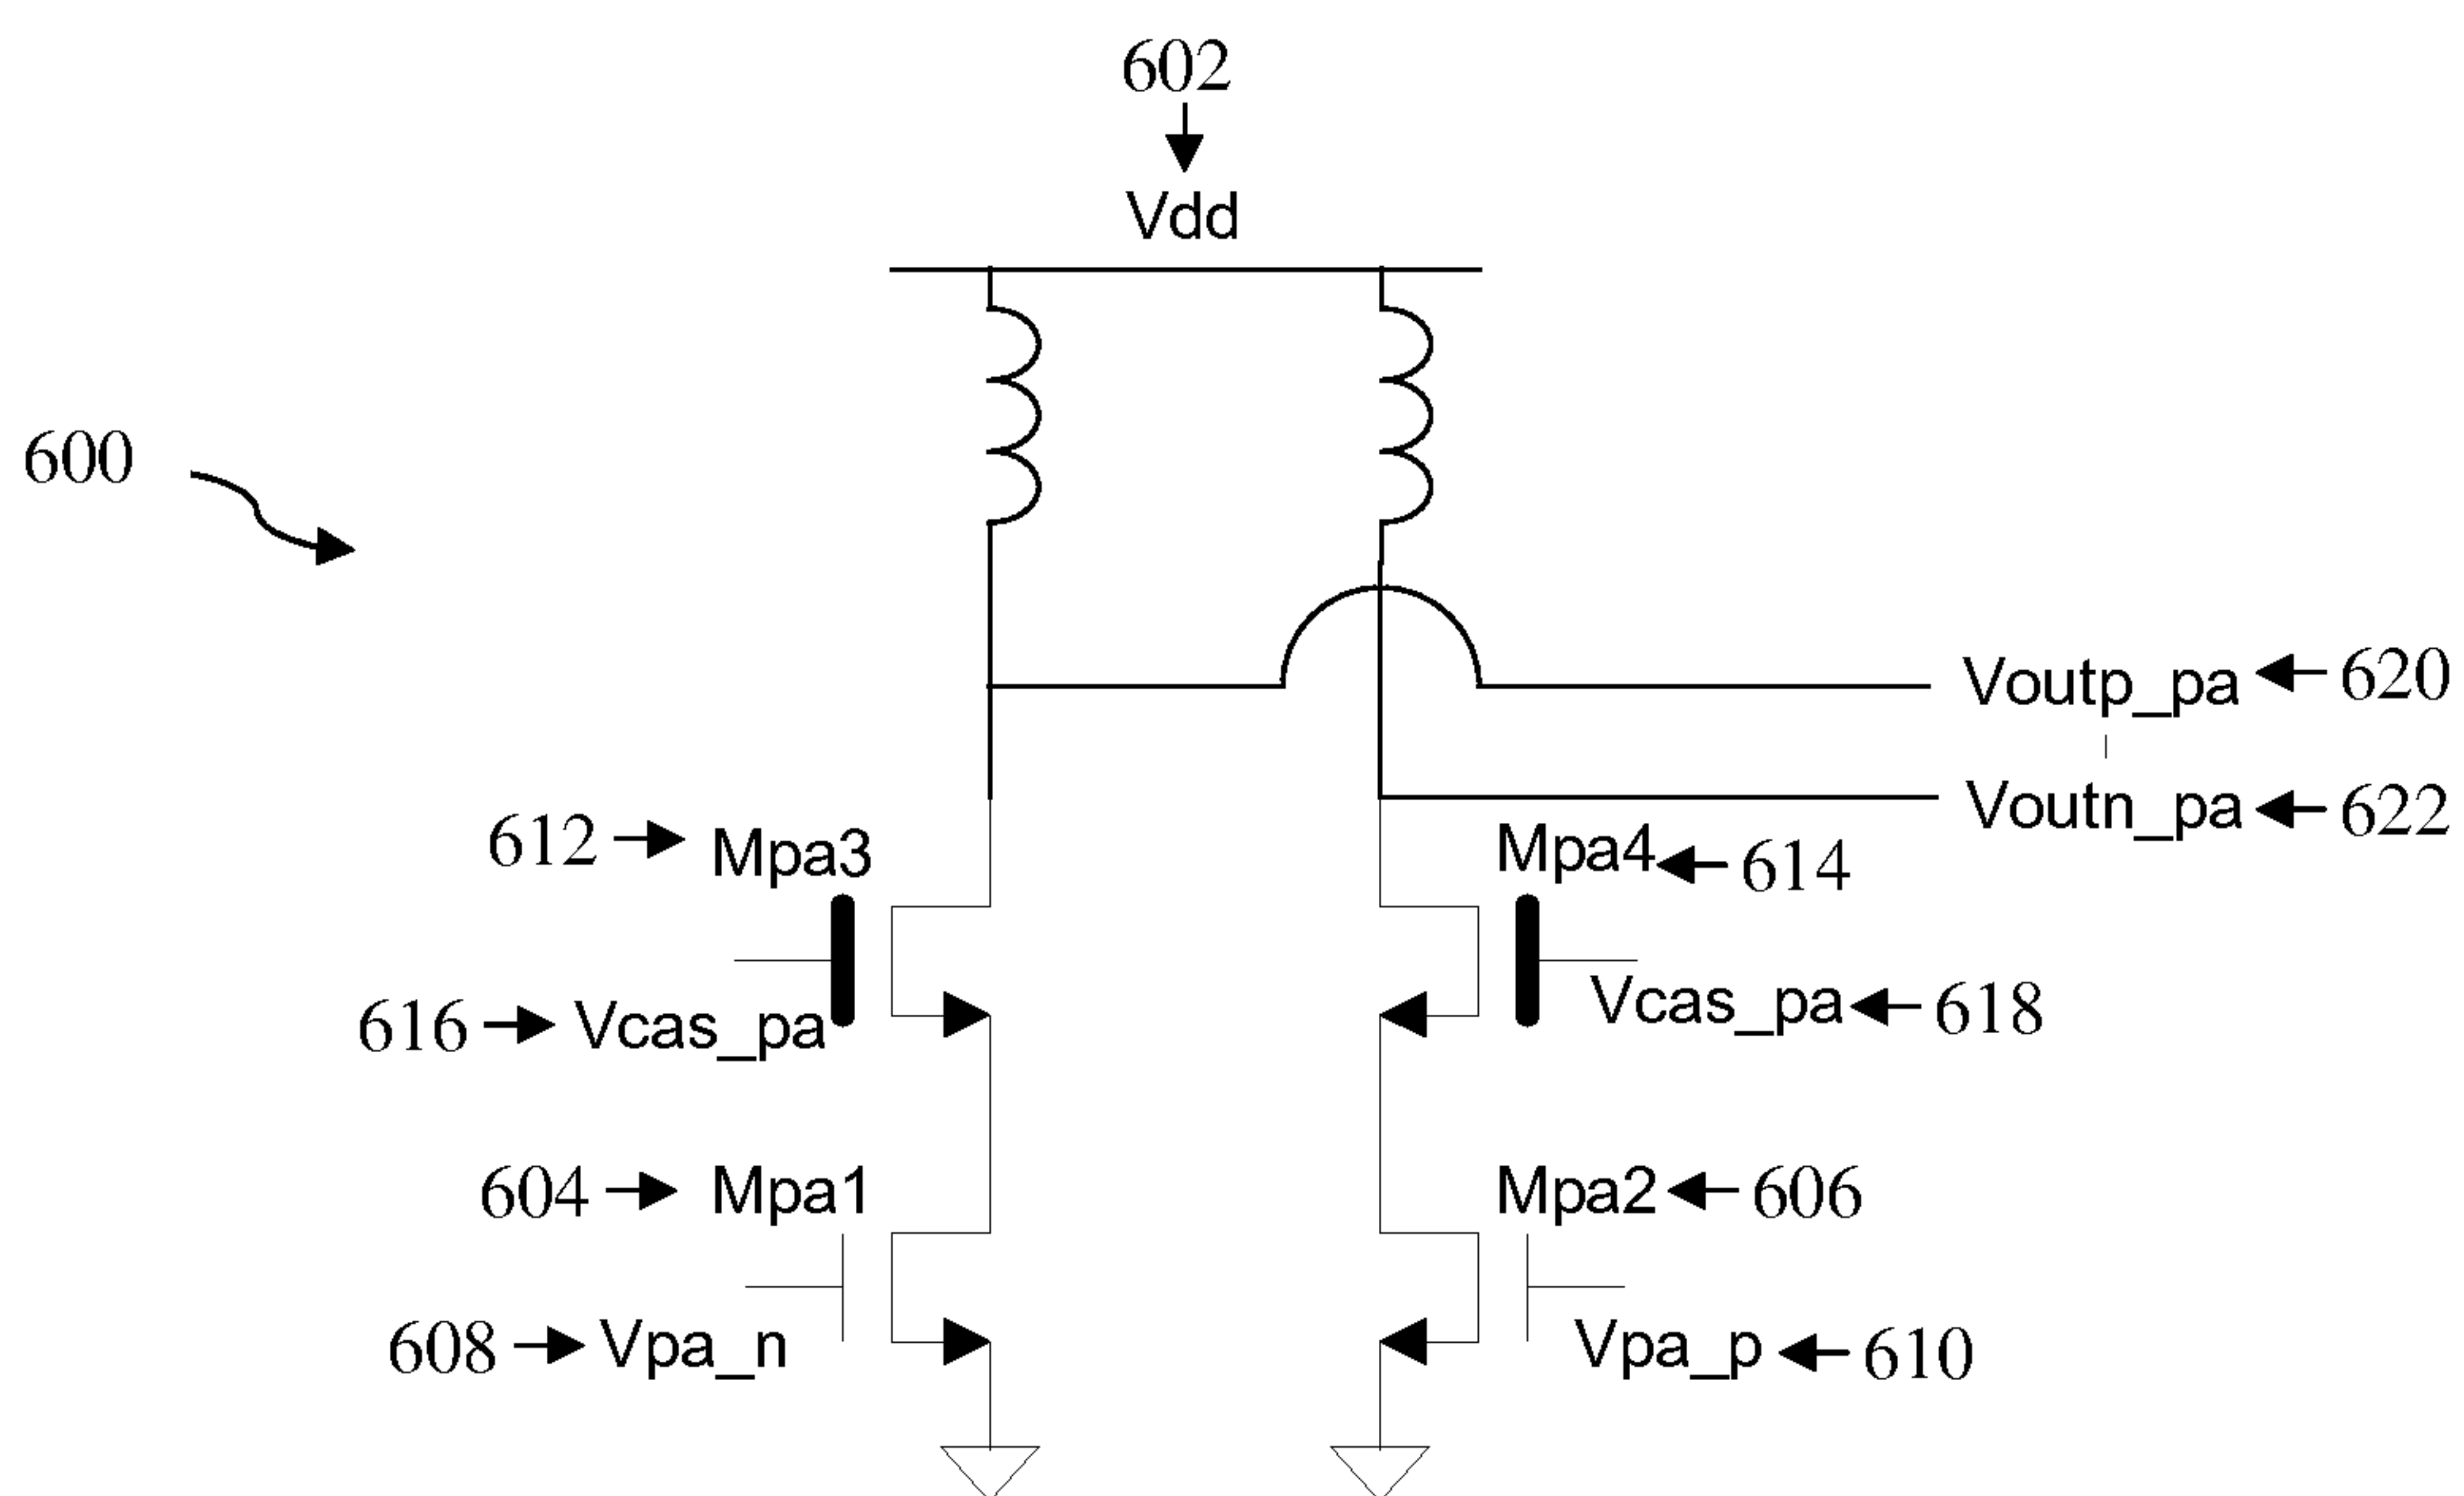 602
Vdd
600
Voutp_pa 620
Voutn_pa 622
612 Mpa3
Mpa4 614
616 Vcas_pa
Vcas_pa 618
604 Mpa1
Mpa2 606
608 Vpa_n
Vpa_p 610